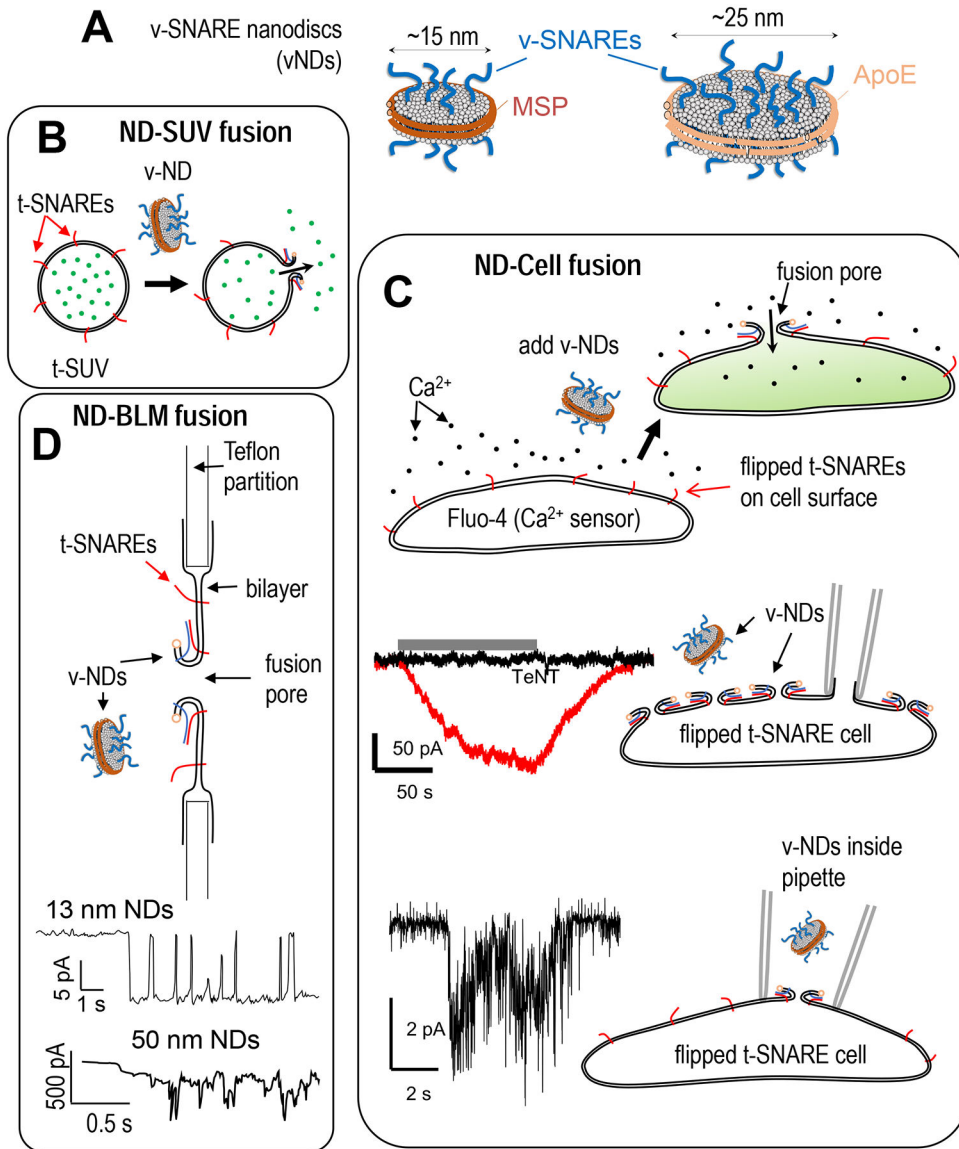 A
v-SNARE nanodiscs
(vNDs)
~15 nm
v-SNAREs
MSP
~25 nm
ApoE
B
ND-SUV fusion
v-ND
t-SNAREs
t-SUV
C
ND-Cell fusion
fusion pore
add v-NDs
Ca²⁺
flipped t-SNAREs
on cell surface
Fluo-4 (Ca²⁺ sensor)
TeNT
50 pA
50 s
v-NDs
flipped t-SNARE cell
v-NDs inside
pipette
2 pA
2 s
flipped t-SNARE cell
D
ND-BLM fusion
Teflon
partition
t-SNAREs
bilayer
v-NDs
fusion
pore
13 nm NDs
5 pA
1 s
50 nm NDs
500 pA
0.5 s